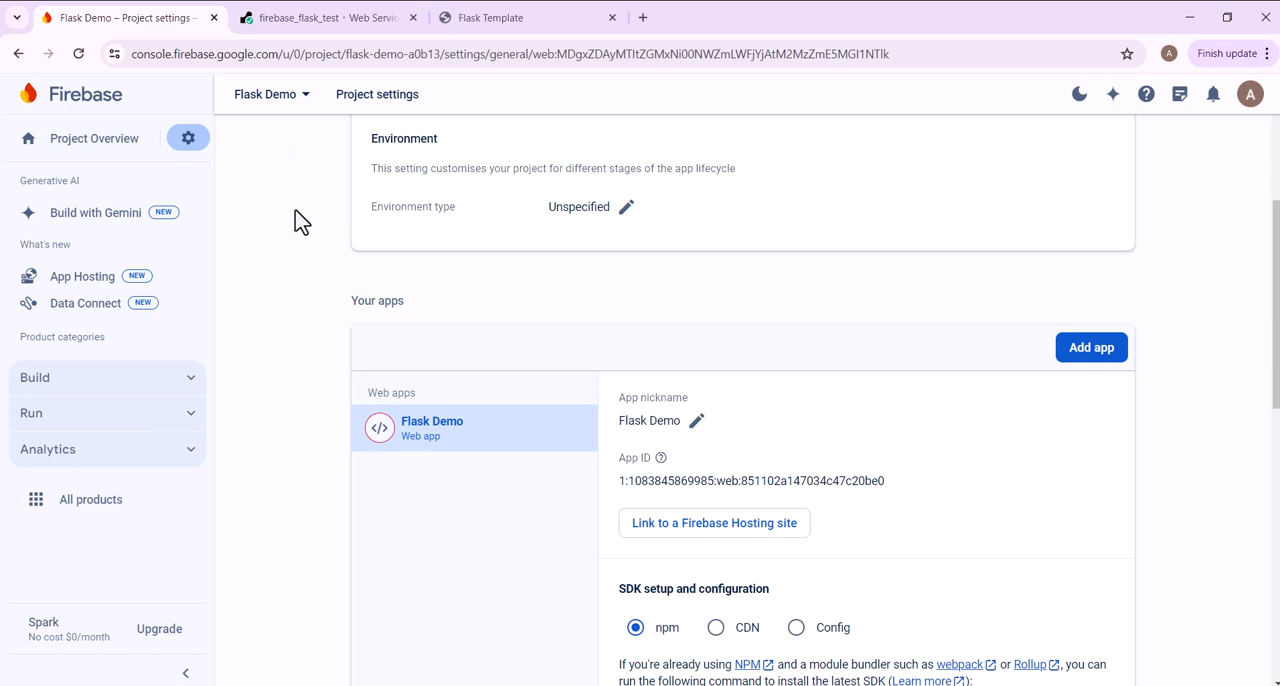 Flask Demo – Project settings -
firebase_flask_test · Web Servic
Flask Template
console.firebase.google.com/u/0/project/flask-demo-a0b13/settings/general/web:MDgxZDAyMTItZGMxNi00NWZmLWFjYjAtM2MzZmE5MGI1NTlk
A
Finish update
Firebase
Flask Demo
Project settings
A
Project Overview
Generative AI
Build with Gemini
NEW
What's new
App Hosting
NEW
Data Connect
NEW
Product categories
Build
Run
Analytics
All products
Spark
No cost $0/month
Upgrade
Environment
This setting customises your project for different stages of the app lifecycle
Environment type
Unspecified
Your apps
Add app
Web apps
Flask Demo
Web app
App nickname
Flask Demo
App ID
1:1083845869985:web:851102a147034c47c20be0
Link to a Firebase Hosting site
SDK setup and configuration
npm
CDN
Config
If you're already using NPM and a module bundler such as webpack or Rollup, you can
run the following command to install the latest SDK (Learn more):